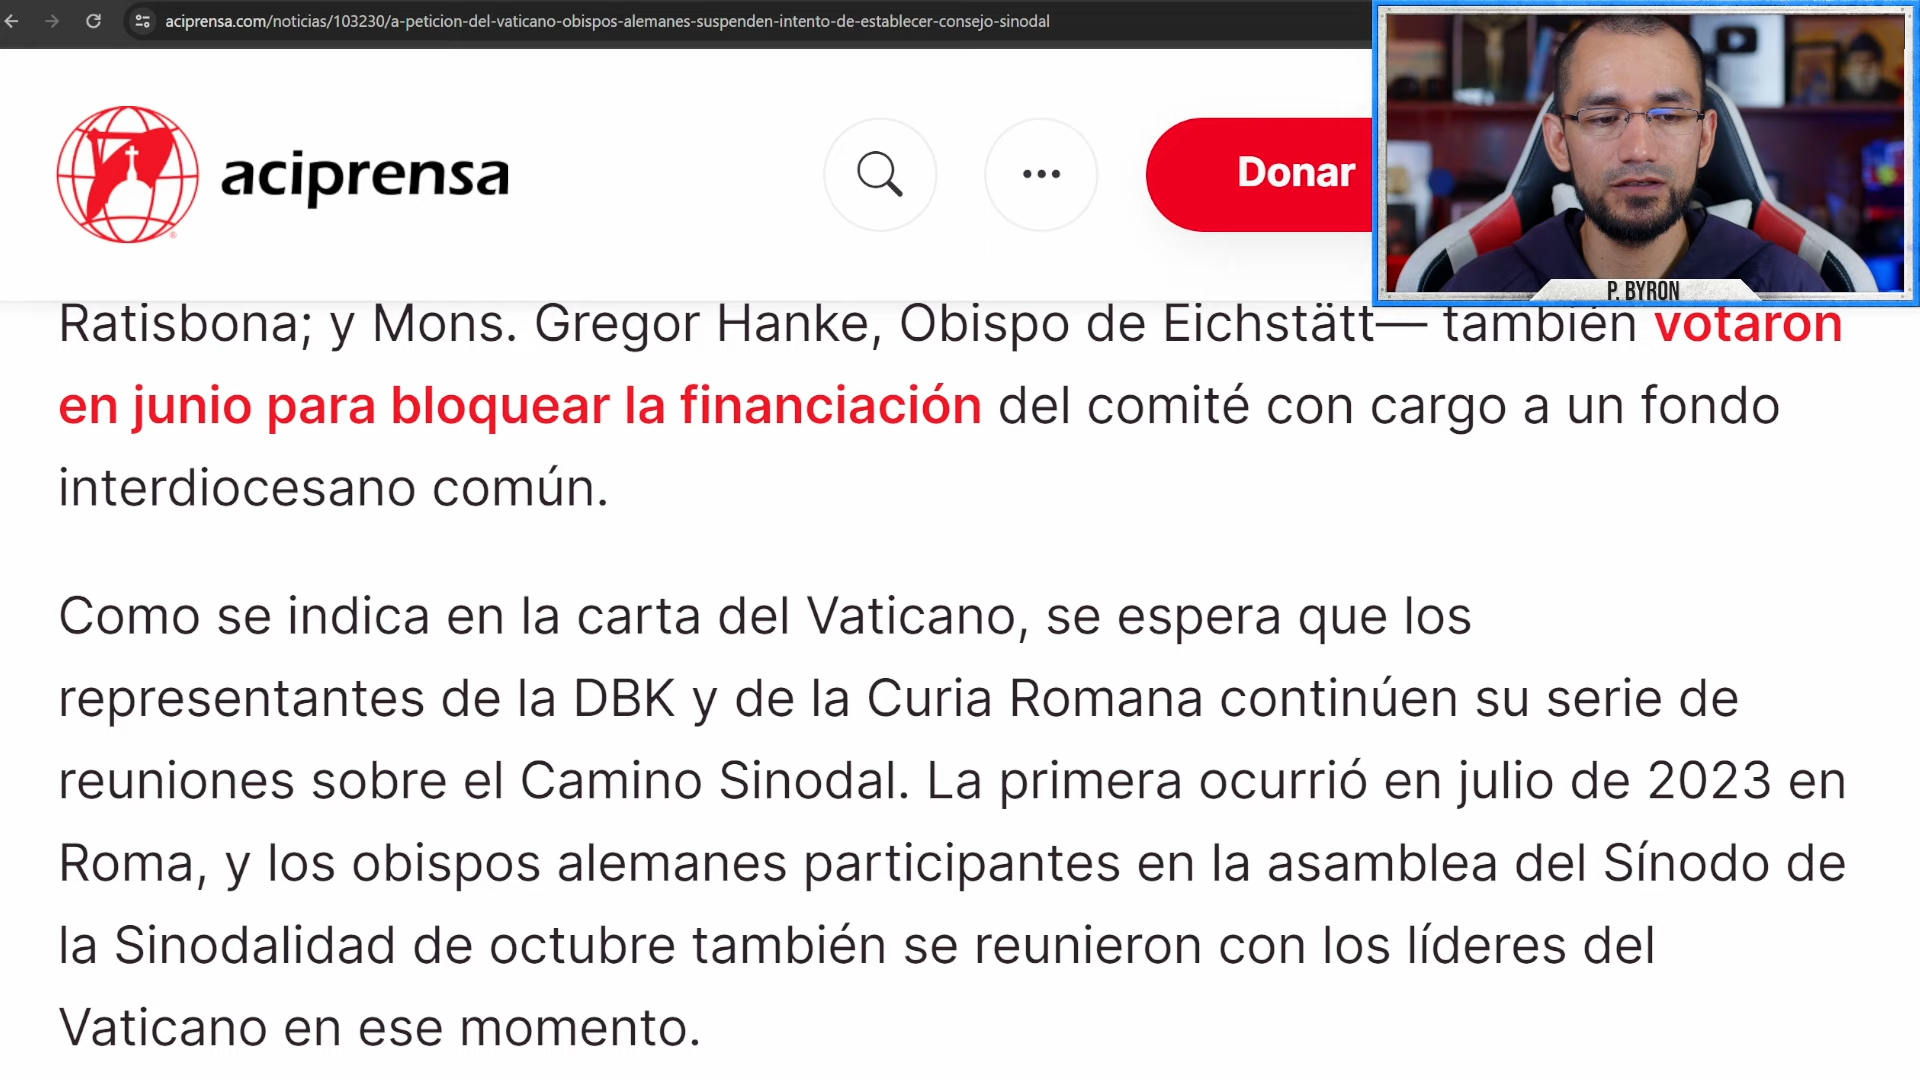 aciprensa.com/noticias/103230/a-peticion-del-vaticano-obispos-alemanes-suspenden-intento-de-establecer-consejo-sinodal
aciprensa
Donar
P. BYRON
Ratisbona; y Mons. Gregor Hanke, Obispo de Eichstätt— también votaron
en junio para bloquear la financiación del comité con cargo a un fondo
interdiocesano común.
Como se indica en la carta del Vaticano, se espera que los
representantes de la DBK y de la Curia Romana continúen su serie de
reuniones sobre el Camino Sinodal. La primera ocurrió en julio de 2023 en
Roma, y los obispos alemanes participantes en la asamblea del Sínodo de
la Sinodalidad de octubre también se reunieron con los líderes del
Vaticano en ese momento.